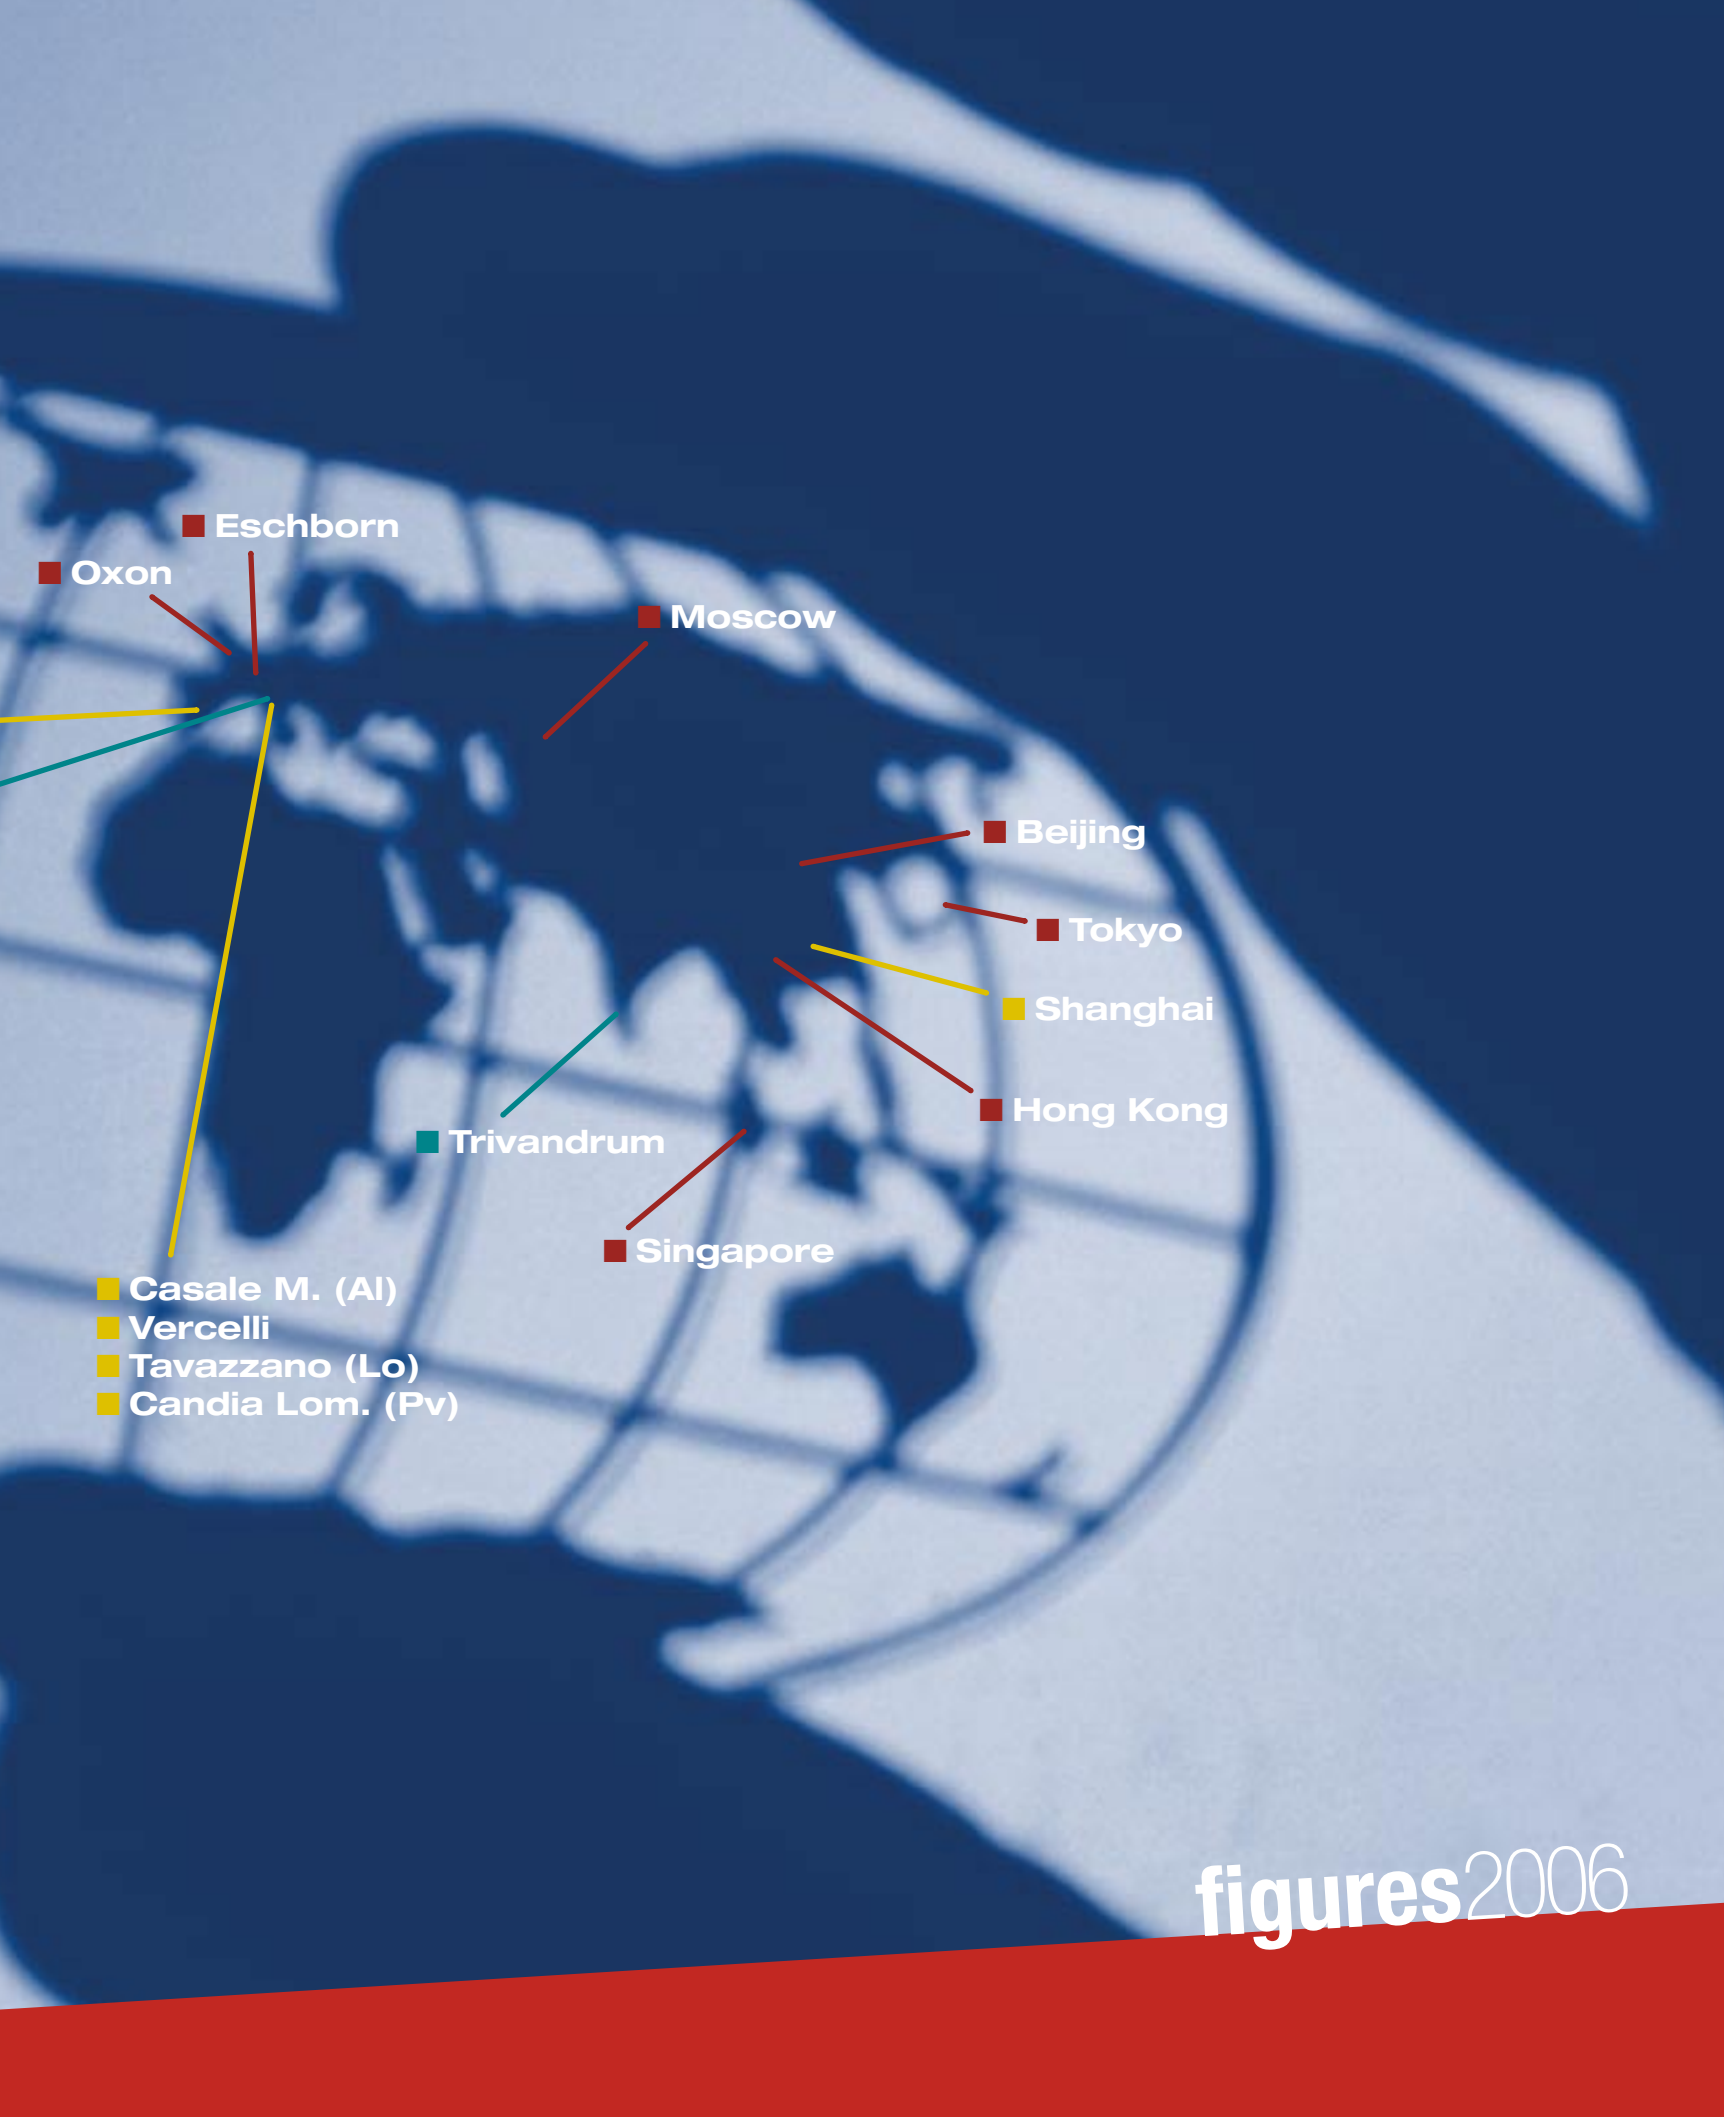 Eschborn
Oxon
Moscow
Beijing
Tokyo
Shanghai
Hong Kong
Trivandrum
Singapore
Casale M. (Al)
Vercelli
Tavazzano (Lo)
Candia Lom. (Pv)
figures2006